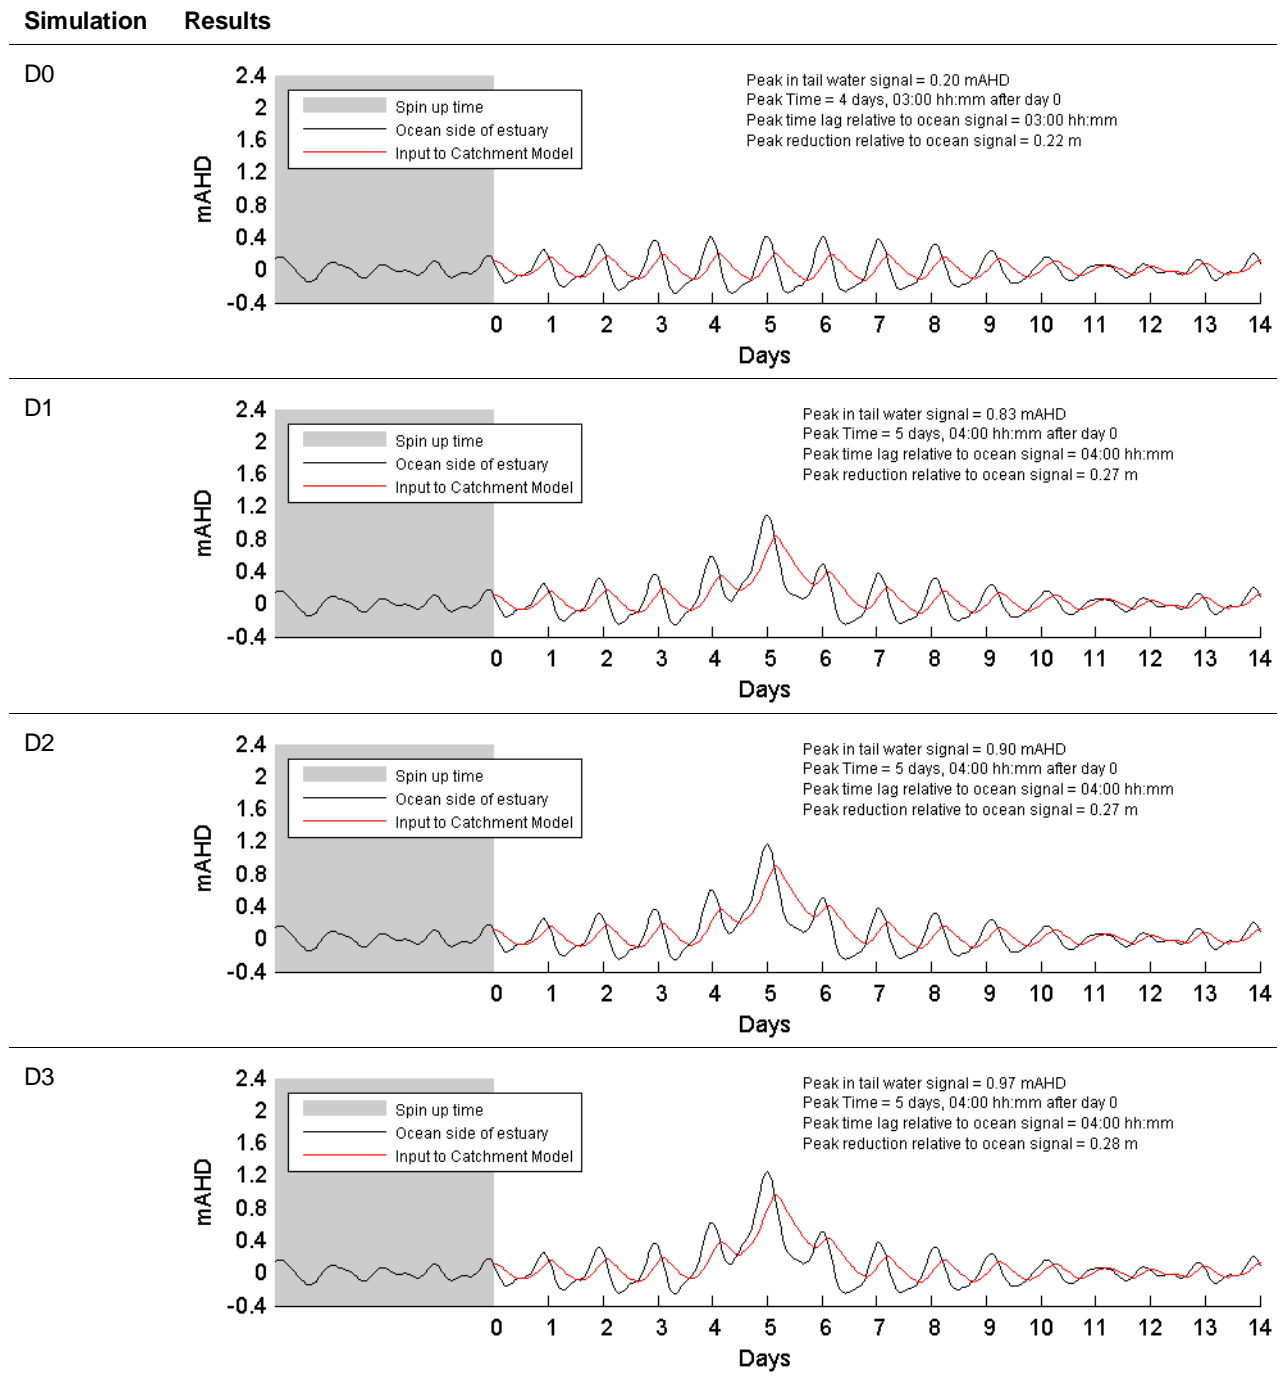 Simulation Results
D0
Peak in tail water signal = 0.20 mAHD
Peak Time = 4 days, 03:00 hh:mm after day 0
Peak time lag relative to ocean signal = 03:00 hh:mm
Peak reduction relative to ocean signal = 0.22 m
Spin up time
Ocean side of estuary
Input to Catchment Model
mAHD
2.4
2
1.6
1.2
0.8
0.4
0
-0.4
0 1 2 3 4 5 6 7 8 9 10 11 12 13 14
Days
D1
Peak in tail water signal = 0.83 mAHD
Peak Time = 5 days, 04:00 hh:mm after day 0
Peak time lag relative to ocean signal = 04:00 hh:mm
Peak reduction relative to ocean signal = 0.27 m
Spin up time
Ocean side of estuary
Input to Catchment Model
mAHD
2.4
2
1.6
1.2
0.8
0.4
0
-0.4
0 1 2 3 4 5 6 7 8 9 10 11 12 13 14
Days
D2
Peak in tail water signal = 0.90 mAHD
Peak Time = 5 days, 04:00 hh:mm after day 0
Peak time lag relative to ocean signal = 04:00 hh:mm
Peak reduction relative to ocean signal = 0.27 m
Spin up time
Ocean side of estuary
Input to Catchment Model
mAHD
2.4
2
1.6
1.2
0.8
0.4
0
-0.4
0 1 2 3 4 5 6 7 8 9 10 11 12 13 14
Days
D3
Peak in tail water signal = 0.97 mAHD
Peak Time = 5 days, 04:00 hh:mm after day 0
Peak time lag relative to ocean signal = 04:00 hh:mm
Peak reduction relative to ocean signal = 0.28 m
Spin up time
Ocean side of estuary
Input to Catchment Model
mAHD
2.4
2
1.6
1.2
0.8
0.4
0
-0.4
0 1 2 3 4 5 6 7 8 9 10 11 12 13 14
Days